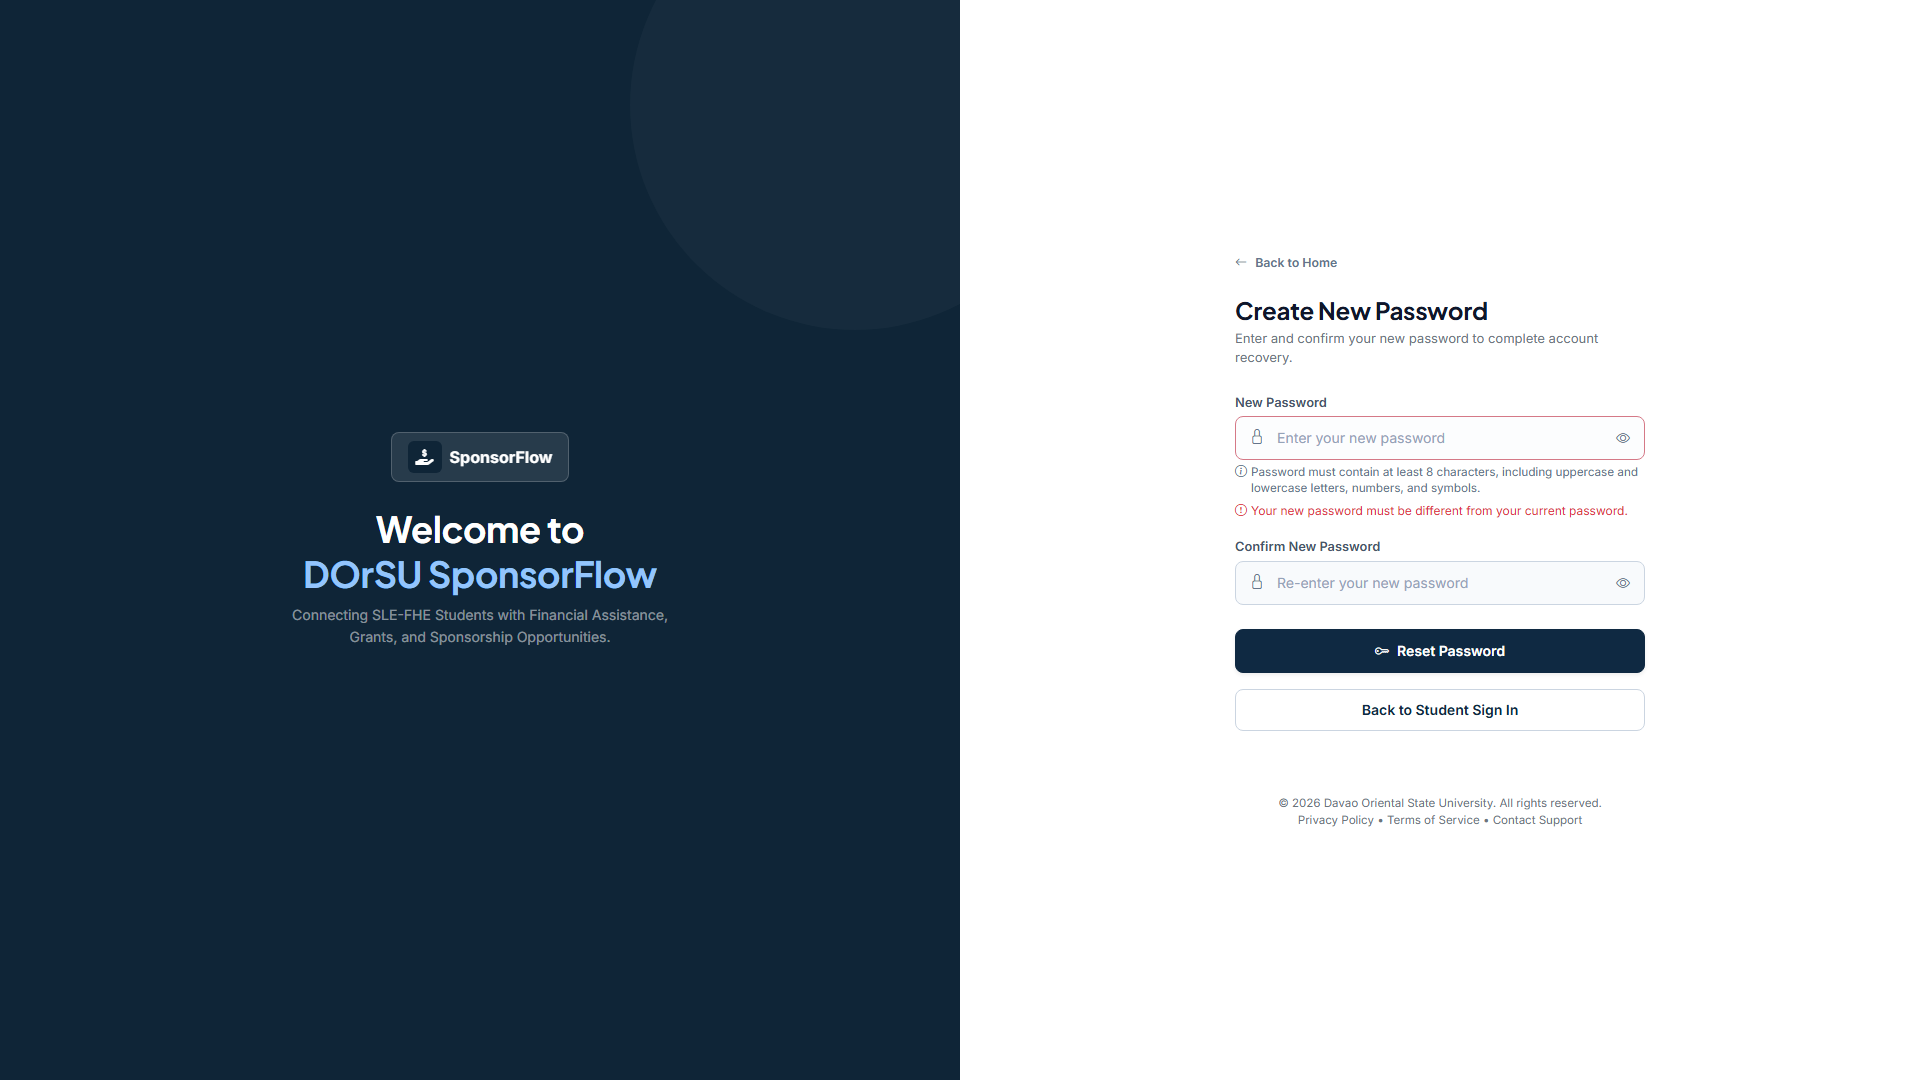 SponsorFlow
Welcome to
DOrSU SponsorFlow
Connecting SLE-FHE Students with Financial Assistance,
Grants, and Sponsorship Opportunities.
Back to Home
Create New Password
Enter and confirm your new password to complete account
recovery.
New Password
Enter your new password
Password must contain at least 8 characters, including uppercase and
lowercase letters, numbers, and symbols.
Your new password must be different from your current password.
Confirm New Password
Re-enter your new password
Reset Password
Back to Student Sign In
© 2026 Davao Oriental State University. All rights reserved.
Privacy Policy • Terms of Service • Contact Support